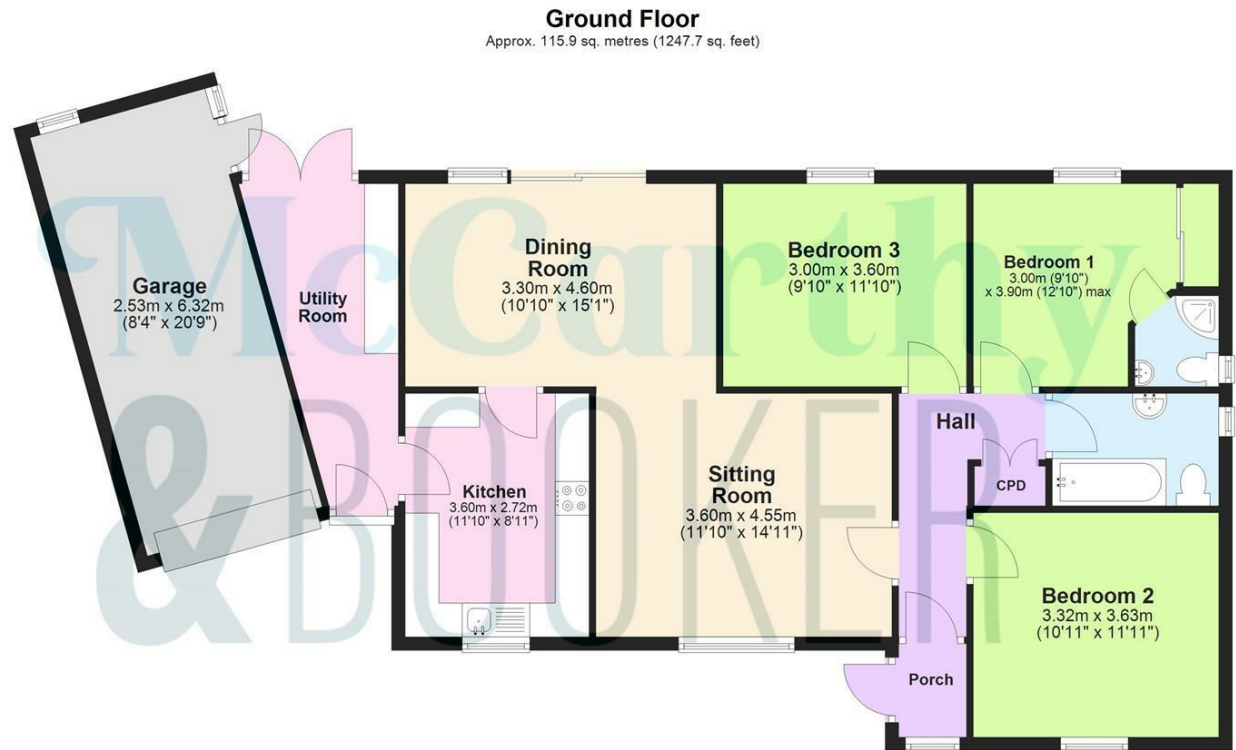 Ground Floor
Approx. 115.9 sq. metres (1247.7 sq. feet)
Garage
2.53m x 6.32m
(8'4" x 20'9")
Utility
Room
Dining
Room
3.30m x 4.60m
(10'10" x 15'1")
Bedroom 3
3.00m x 3.60m
(9'10" x 11'10")
Bedroom 1
3.00m (9'10")
x 3.90m (12'10") max
McCarthy
&BOOKER
Kitchen
3.60m x 2.72m
(11'10" x 8'11")
Sitting
Room
3.60m x 4.55m
(11'10" x 14'11")
Hall
CPD
Bedroom 2
3.32m x 3.63m
(10'11" x 11'11")
Porch